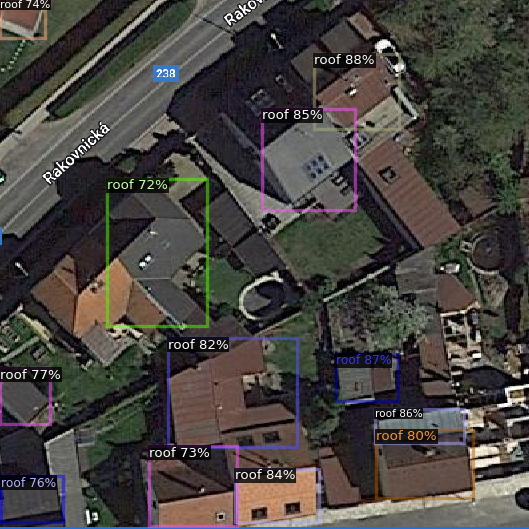 roof 74%
Rakov
roof 88%
238
roof 85%
Rakovnická
roof 72%
roof 82%
roof 87%
roof 77%
roof 86%
roof 80%
roof 73%
roof 84%
roof 76%